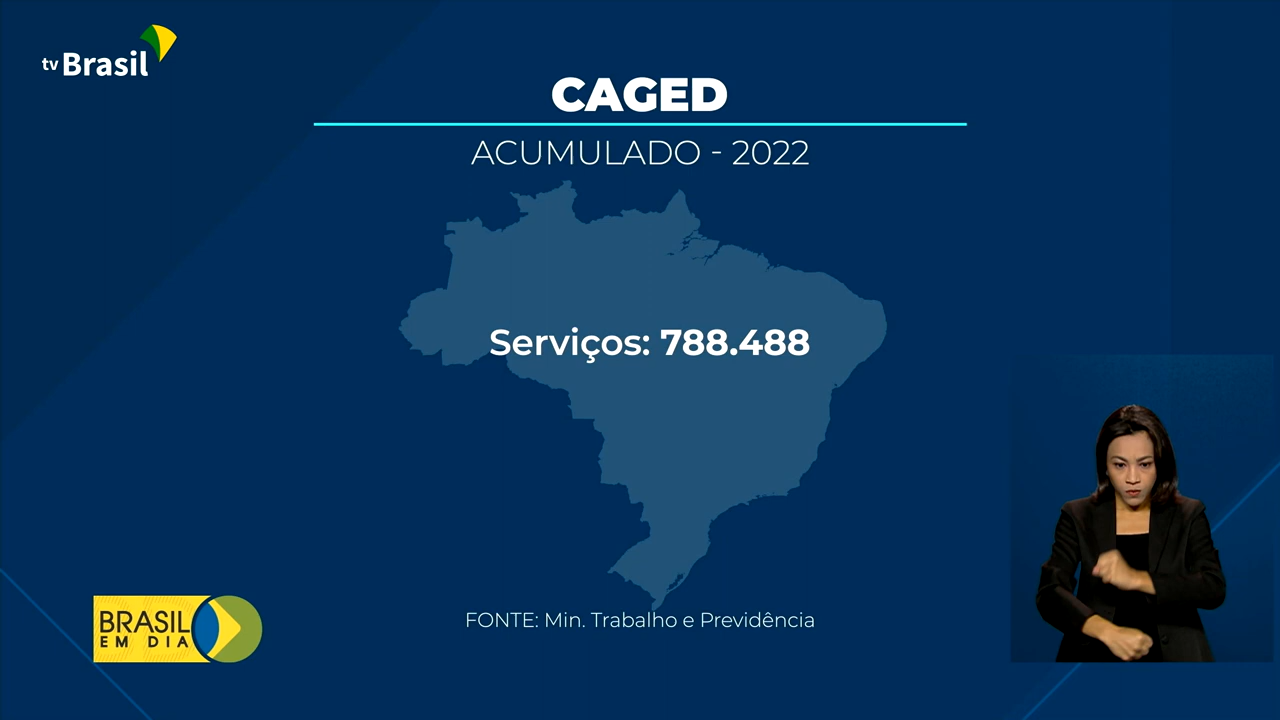 tv Brasil
CAGED
ACUMULADO - 2022
Serviços: 788.488
BRASIL
EM DIA
FONTE: Min. Trabalho e Previdência